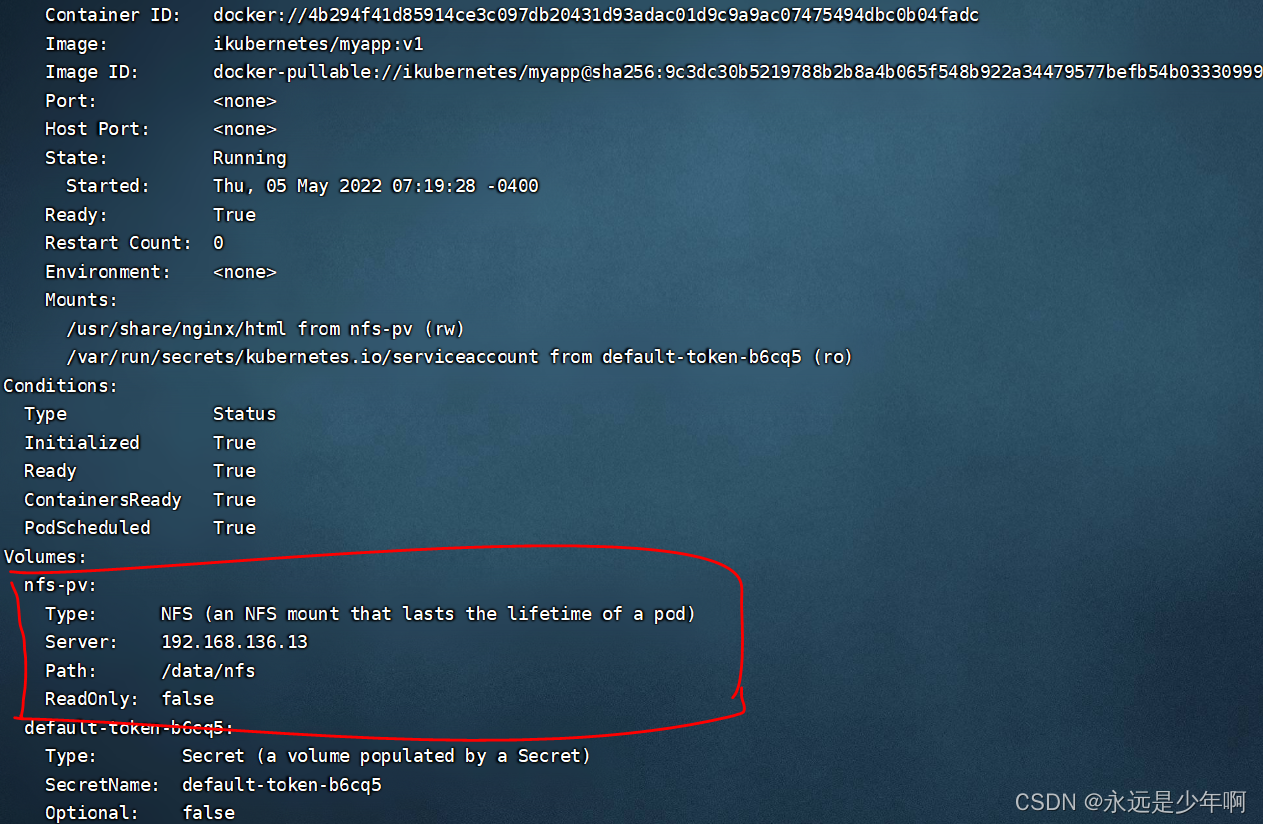 Container ID:   docker://4b294f41d85914ce3c097db20431d93adac01d9c9a9ac07475494dbc0b04fadc
Image:          ikubernetes/myapp:v1
Image ID:       docker-pullable://ikubernetes/myapp@sha256:9c3dc30b5219788b2b8a4b065f548b922a34479577befb54b03330999
Port:           <none>
Host Port:      <none>
State:          Running
Started:      Thu, 05 May 2022 07:19:28 -0400
Ready:          True
Restart Count:  0
Environment:    <none>
Mounts:
/usr/share/nginx/html from nfs-pv (rw)
/var/run/secrets/kubernetes.io/serviceaccount from default-token-b6cq5 (ro)
Conditions:
Type              Status
Initialized       True
Ready             True
ContainersReady   True
PodScheduled      True
Volumes:
nfs-pv:
Type:      NFS (an NFS mount that lasts the lifetime of a pod)
Server:    192.168.136.13
Path:      /data/nfs
ReadOnly:  false
default-token-b6cq5:
Type:        Secret (a volume populated by a Secret)
SecretName:  default-token-b6cq5
Optional:    false
CSDN @永远是少年啊